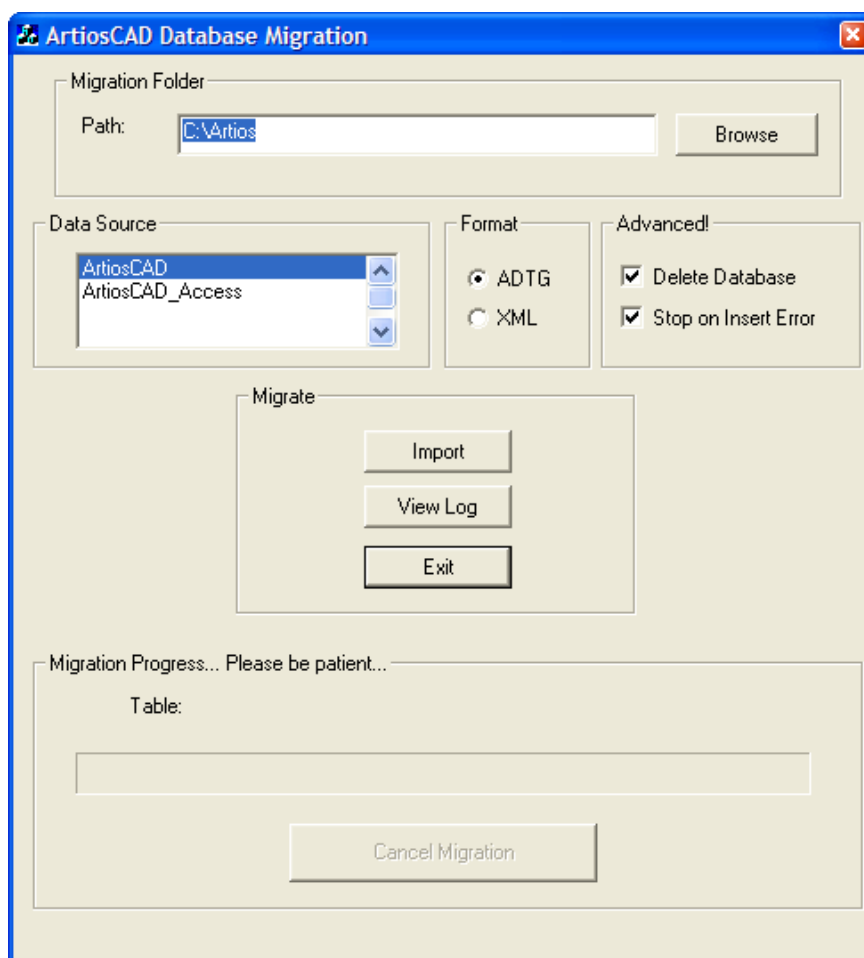 ArtiosCAD Database Migration
Migration Folder
Path: C:\Artios Browse
Data Source Format Advanced!
ArtiosCAD ADTG Delete Database
ArtiosCAD_Access XML Stop on Insert Error
Migrate
Import
View Log
Exit
Migration Progress... Please be patient...
Table:
Cancel Migration